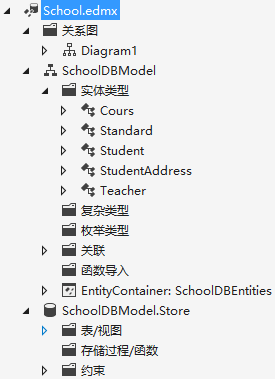 School.edmx
关系图
Diagram1
SchoolDBModel
实体类型
Cours
Standard
Student
StudentAddress
Teacher
复杂类型
枚举类型
关联
函数导入
EntityContainer: SchoolDBEntities
SchoolDBModel.Store
表/视图
存储过程/函数
约束